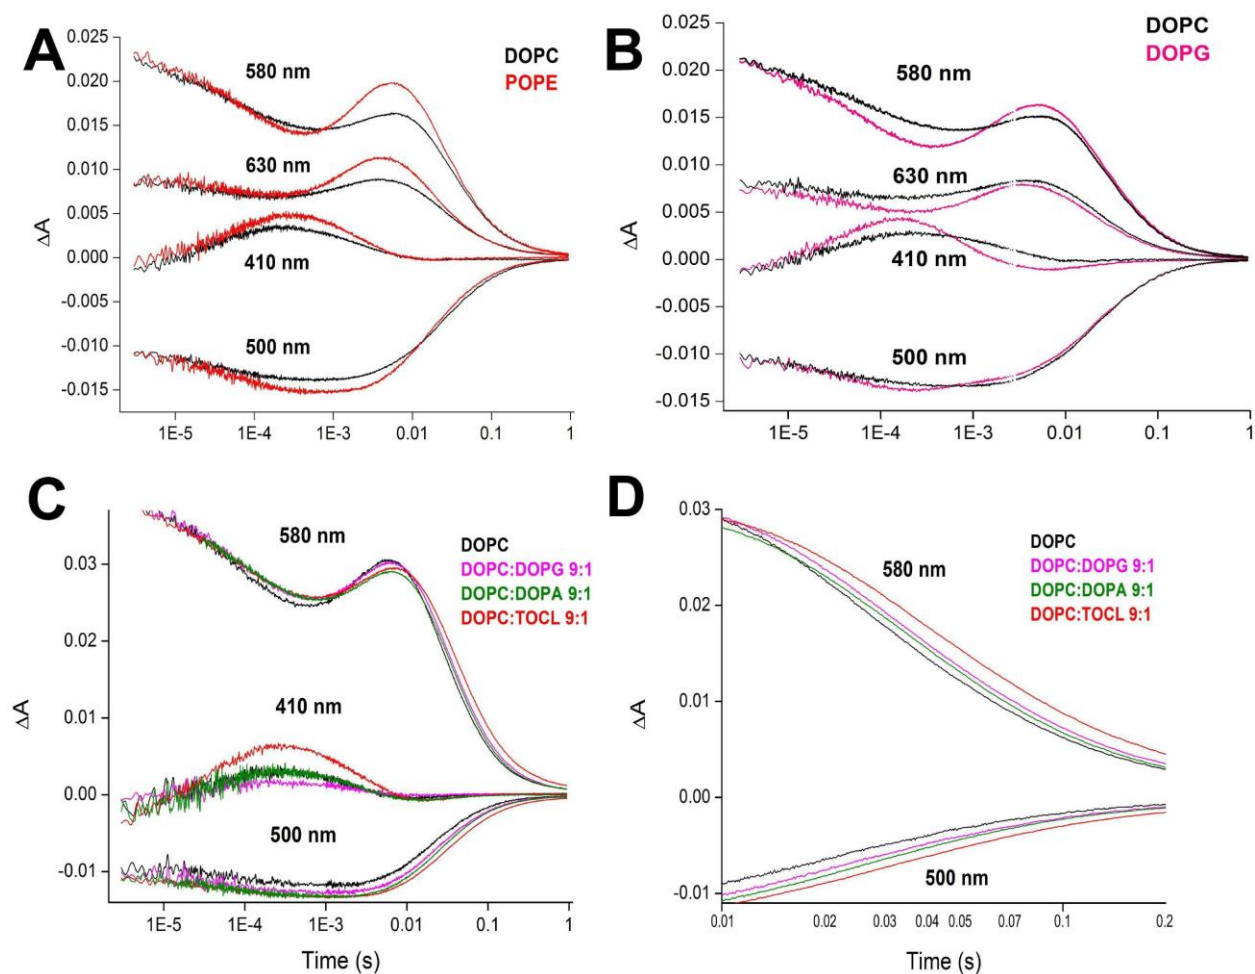 A
DOPC
POPE
580 nm
630 nm
410 nm
500 nm
ΔA
0.025
0.020
0.015
0.010
0.005
0.000
-0.005
-0.010
-0.015
1E-5 1E-4 1E-3 0.01 0.1 1
B
DOPC
DOPG
580 nm
630 nm
410 nm
500 nm
ΔA
0.025
0.020
0.015
0.010
0.005
0.000
-0.005
-0.010
-0.015
1E-5 1E-4 1E-3 0.01 0.1 1
C
580 nm
DOPC
DOPC:DOPG 9:1
DOPC:DOPA 9:1
DOPC:TOCL 9:1
410 nm
500 nm
ΔA
0.03
0.02
0.01
0.00
-0.01
1E-5 1E-4 1E-3 0.01 0.1 1
Time (s)
D
DOPC
DOPC:DOPG 9:1
DOPC:DOPA 9:1
DOPC:TOCL 9:1
580 nm
500 nm
ΔA
0.03
0.02
0.01
0.00
-0.01
0.01 0.02 0.03 0.04 0.05 0.07 0.1 0.2
Time (s)